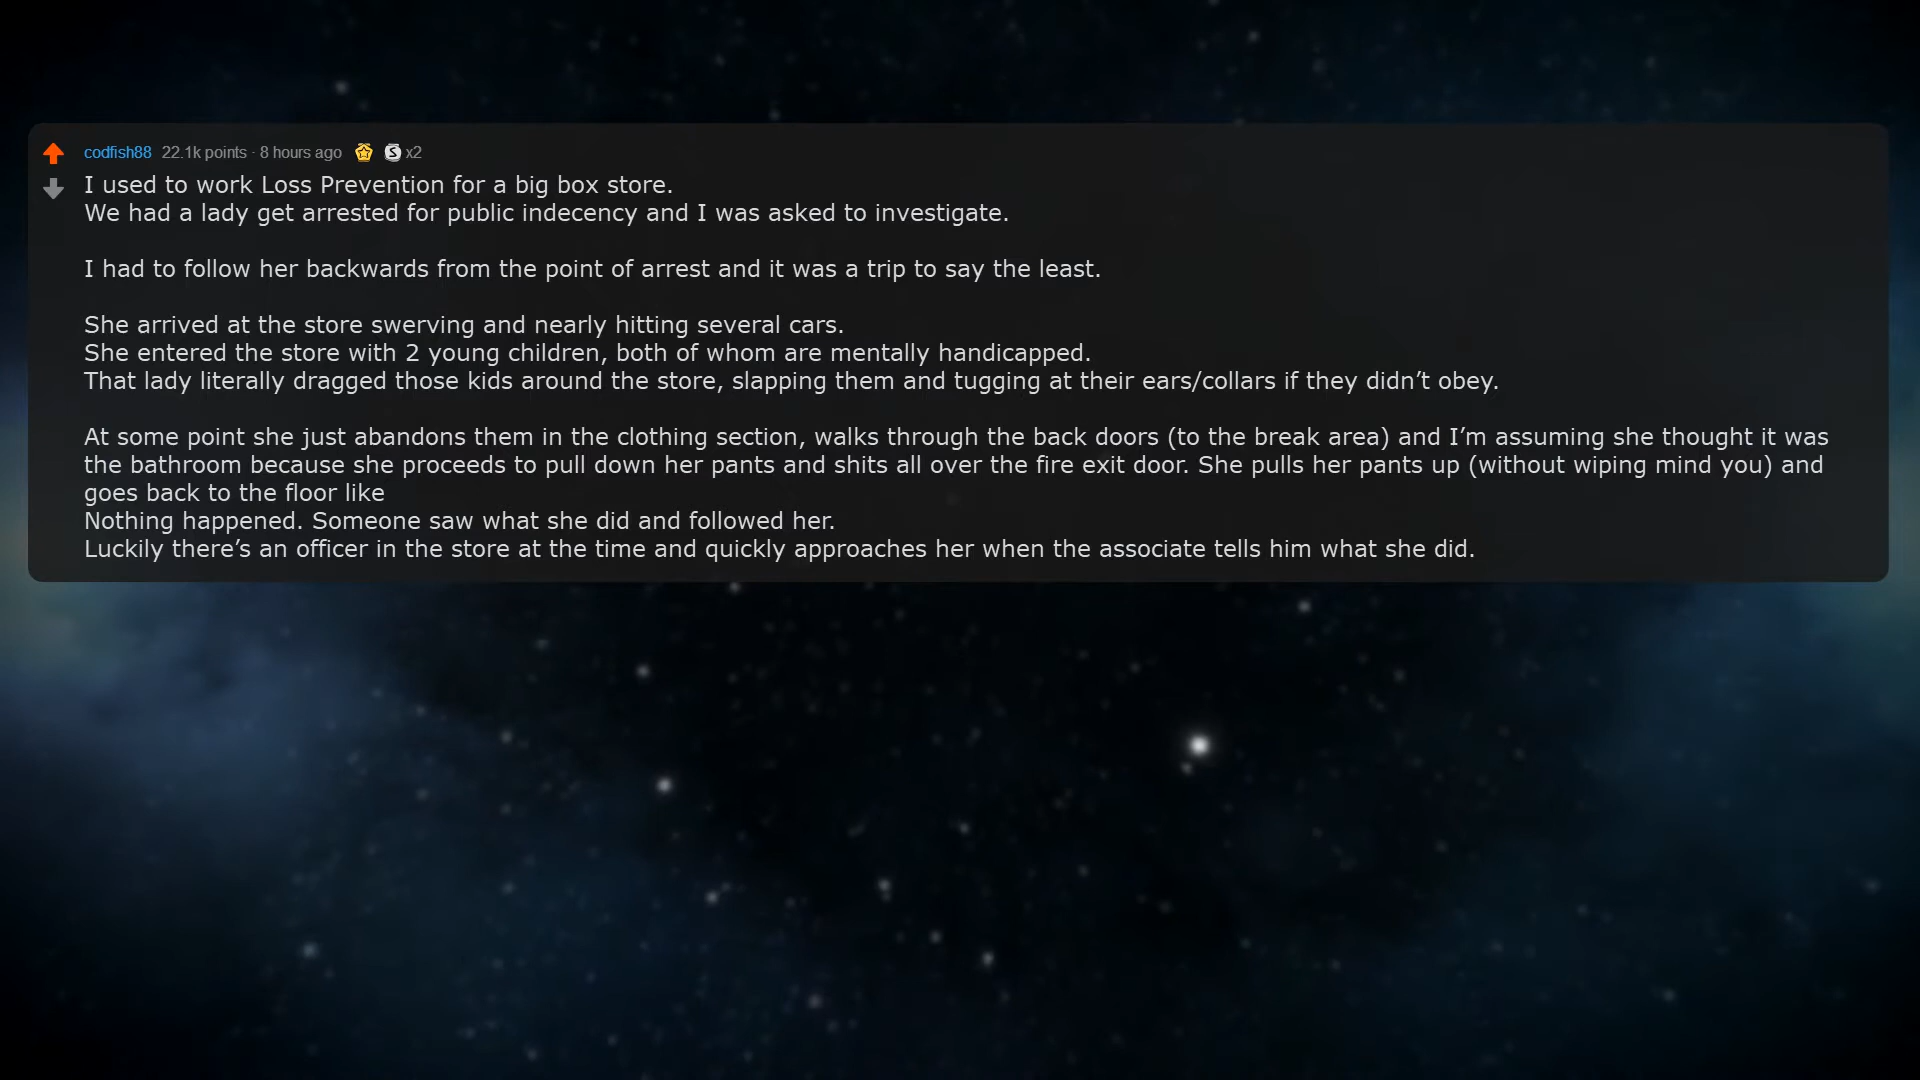 codfish88 22.1k points · 8 hours ago x2
I used to work Loss Prevention for a big box store.
We had a lady get arrested for public indecency and I was asked to investigate.
I had to follow her backwards from the point of arrest and it was a trip to say the least.
She arrived at the store swerving and nearly hitting several cars.
She entered the store with 2 young children, both of whom are mentally handicapped.
That lady literally dragged those kids around the store, slapping them and tugging at their ears/collars if they didn’t obey.
At some point she just abandons them in the clothing section, walks through the back doors (to the break area) and I’m assuming she thought it was
the bathroom because she proceeds to pull down her pants and shits all over the fire exit door. She pulls her pants up (without wiping mind you) and
goes back to the floor like
Nothing happened. Someone saw what she did and followed her.
Luckily there’s an officer in the store at the time and quickly approaches her when the associate tells him what she did.